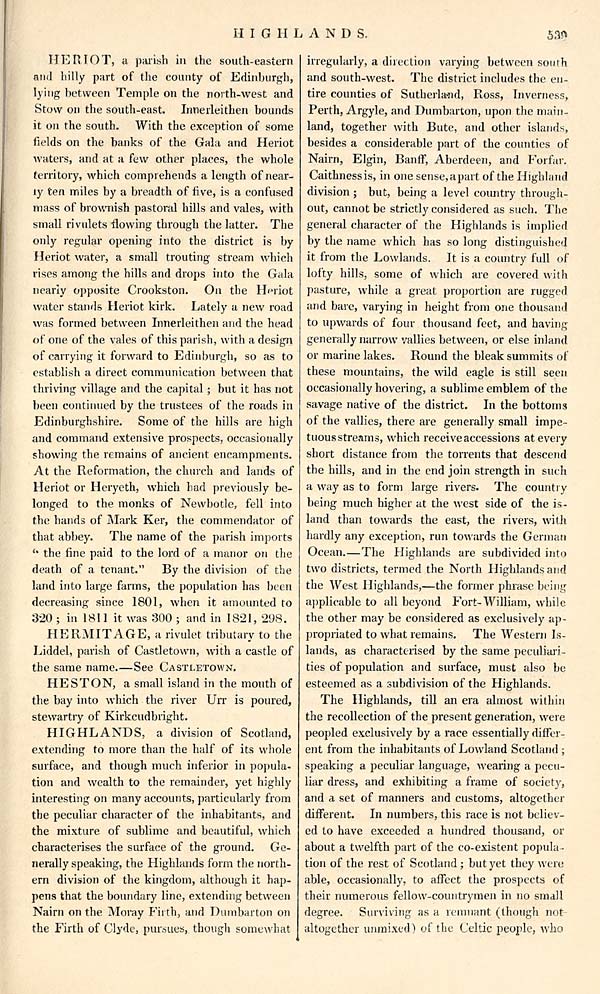 HIGHLANDS.
539
HERIOT, a parish in the south-eastern
and hilly part of the county of Edinburgh,
lying between Temple on the north-west and
Stow on the south-east. Innerleithen bounds
it on the south. With the exception of some
fields on the banks of the Gala and Heriot
waters, and at a few other places, the whole
territory, which comprehends a length of near-
ly ten miles by a breadth of five, is a confused
mass of brownish pastoral hills and vales, with
small rivulets flowing through the latter. The
only regular opening into the district is by
Heriot water, a small trouting stream which
rises among the hills and drops into the Gala
nearly opposite Crookston. On the Heriot
water stands Heriot kirk. Lately a new road
was formed between Innerleithen and the head
of one of the vales of this parish, with a design
of carrying it forward to Edinburgh, so as to
establish a direct communication between that
thriving village and the capital ; but it has not
been continued by the trustees of the roads in
Edinburghshire. Some of the hills are high
and command extensive prospects, occasionally
showing the remains of ancient encampments.
At the Reformation, the church and lands of
Heriot or Heryeth, which had previously be-
longed to the monks of Newbotle, fell into
the hands of Mark Ker, the commendator of
that abbey. The name of the parish imports
“ the fine paid to the lord of a manor on the
death of a tenant.” By the division of the
land into large farms, the population has been
decreasing since 1801, when it amounted to
320 ; in 1811 it was 300 ; and in 1821, 298.
HERMITAGE, a rivulet tributary to the
Liddel, parish of Castletown, with a castle of
the same name.—See CASTLETOWN.
HESTON, a small island in the mouth of
the bay into which the river Urr is poured,
stewartry of Kirkcudbright.
HIGHLANDS, a division of Scotland,
extending to more than the half of its whole
surface, and though much inferior in popula-
tion and wealth to the remainder, yet highly
interesting on many accounts, particularly from
the peculiar character of the inhabitants, and
the mixture of sublime and beautiful, which
characterises the surface of the ground. Ge-
nerally speaking, the Highlands form the north-
ern division of the kingdom, although it hap-
pens that the boundary line, extending between
Nairn on the Moray Firth, and Dumbarton on
the Firth of Clyde, pursues, though somewhat
irregularly, a direction varying between south
and south-west. The district includes the en-
tire counties of Sutherland, Ross, Inverness,
Perth, Argyle, and Dumbarton, upon the main-
land, together with Bute, and other islands,
besides a considerable part of the counties of
Nairn, Elgin, Banff, Aberdeen, and Forfar.
Caithness is, in one sense, a part of the Highland
division ; but, being a level country through-
out, cannot be strictly considered as such. The
general character of the Highlands is implied
by the name which has so long distinguished
it from the Lowlands. It is a country full of
lofty hills, some of which are covered with
pasture, while a great proportion are rugged
and bare, varying in height from one thousand
to upwards of four thousand feet, and having
generally narrow vallies between, or else inland
or marine lakes. Round the bleak summits of
these mountains, the wild eagle is still seen
occasionally hovering, a sublime emblem of the
savage native of the district. In the bottoms
of the vallies, there are generally small impe-
tuous streams, which receive accessions at every
short distance from the torrents that descend
the hills, and in the end join strength in such
a way as to form large rivers. The country
being much higher at the west side of the is-
land than towards the east, the rivers, with
hardly any exception, run towards the German
Ocean.—The Highlands are subdivided into
two districts, termed the North Highlands and
the West Highlands,—the former phrase being
applicable to all beyond Fort-William, while
the other may be considered as exclusively ap-
propriated to what remains. The Western Is-
lands, as characterised by the same peculiari-
ties of population and surface, must also be
esteemed as a subdivision of the Highlands.
The Highlands, till an era almost within
the recollection of the present generation, were
peopled exclusively by a race essentially differ-
ent from the inhabitants of Lowland Scotland ;
speaking a peculiar language, wearing a pecu-
liar dress, and exhibiting a frame of society,
and a set of manners and customs, altogether
different. In numbers, this race is not believ-
ed to have exceeded a hundred thousand, or
about a twelfth part of the co-existent popula-
tion of the rest of Scotland ; but yet they were
able, occasionally, to affect the prospects of
their numerous fellow-countrymen in no small
degree. Surviving as a remnant (though not
altogether unmixed) of the Celtic people, who